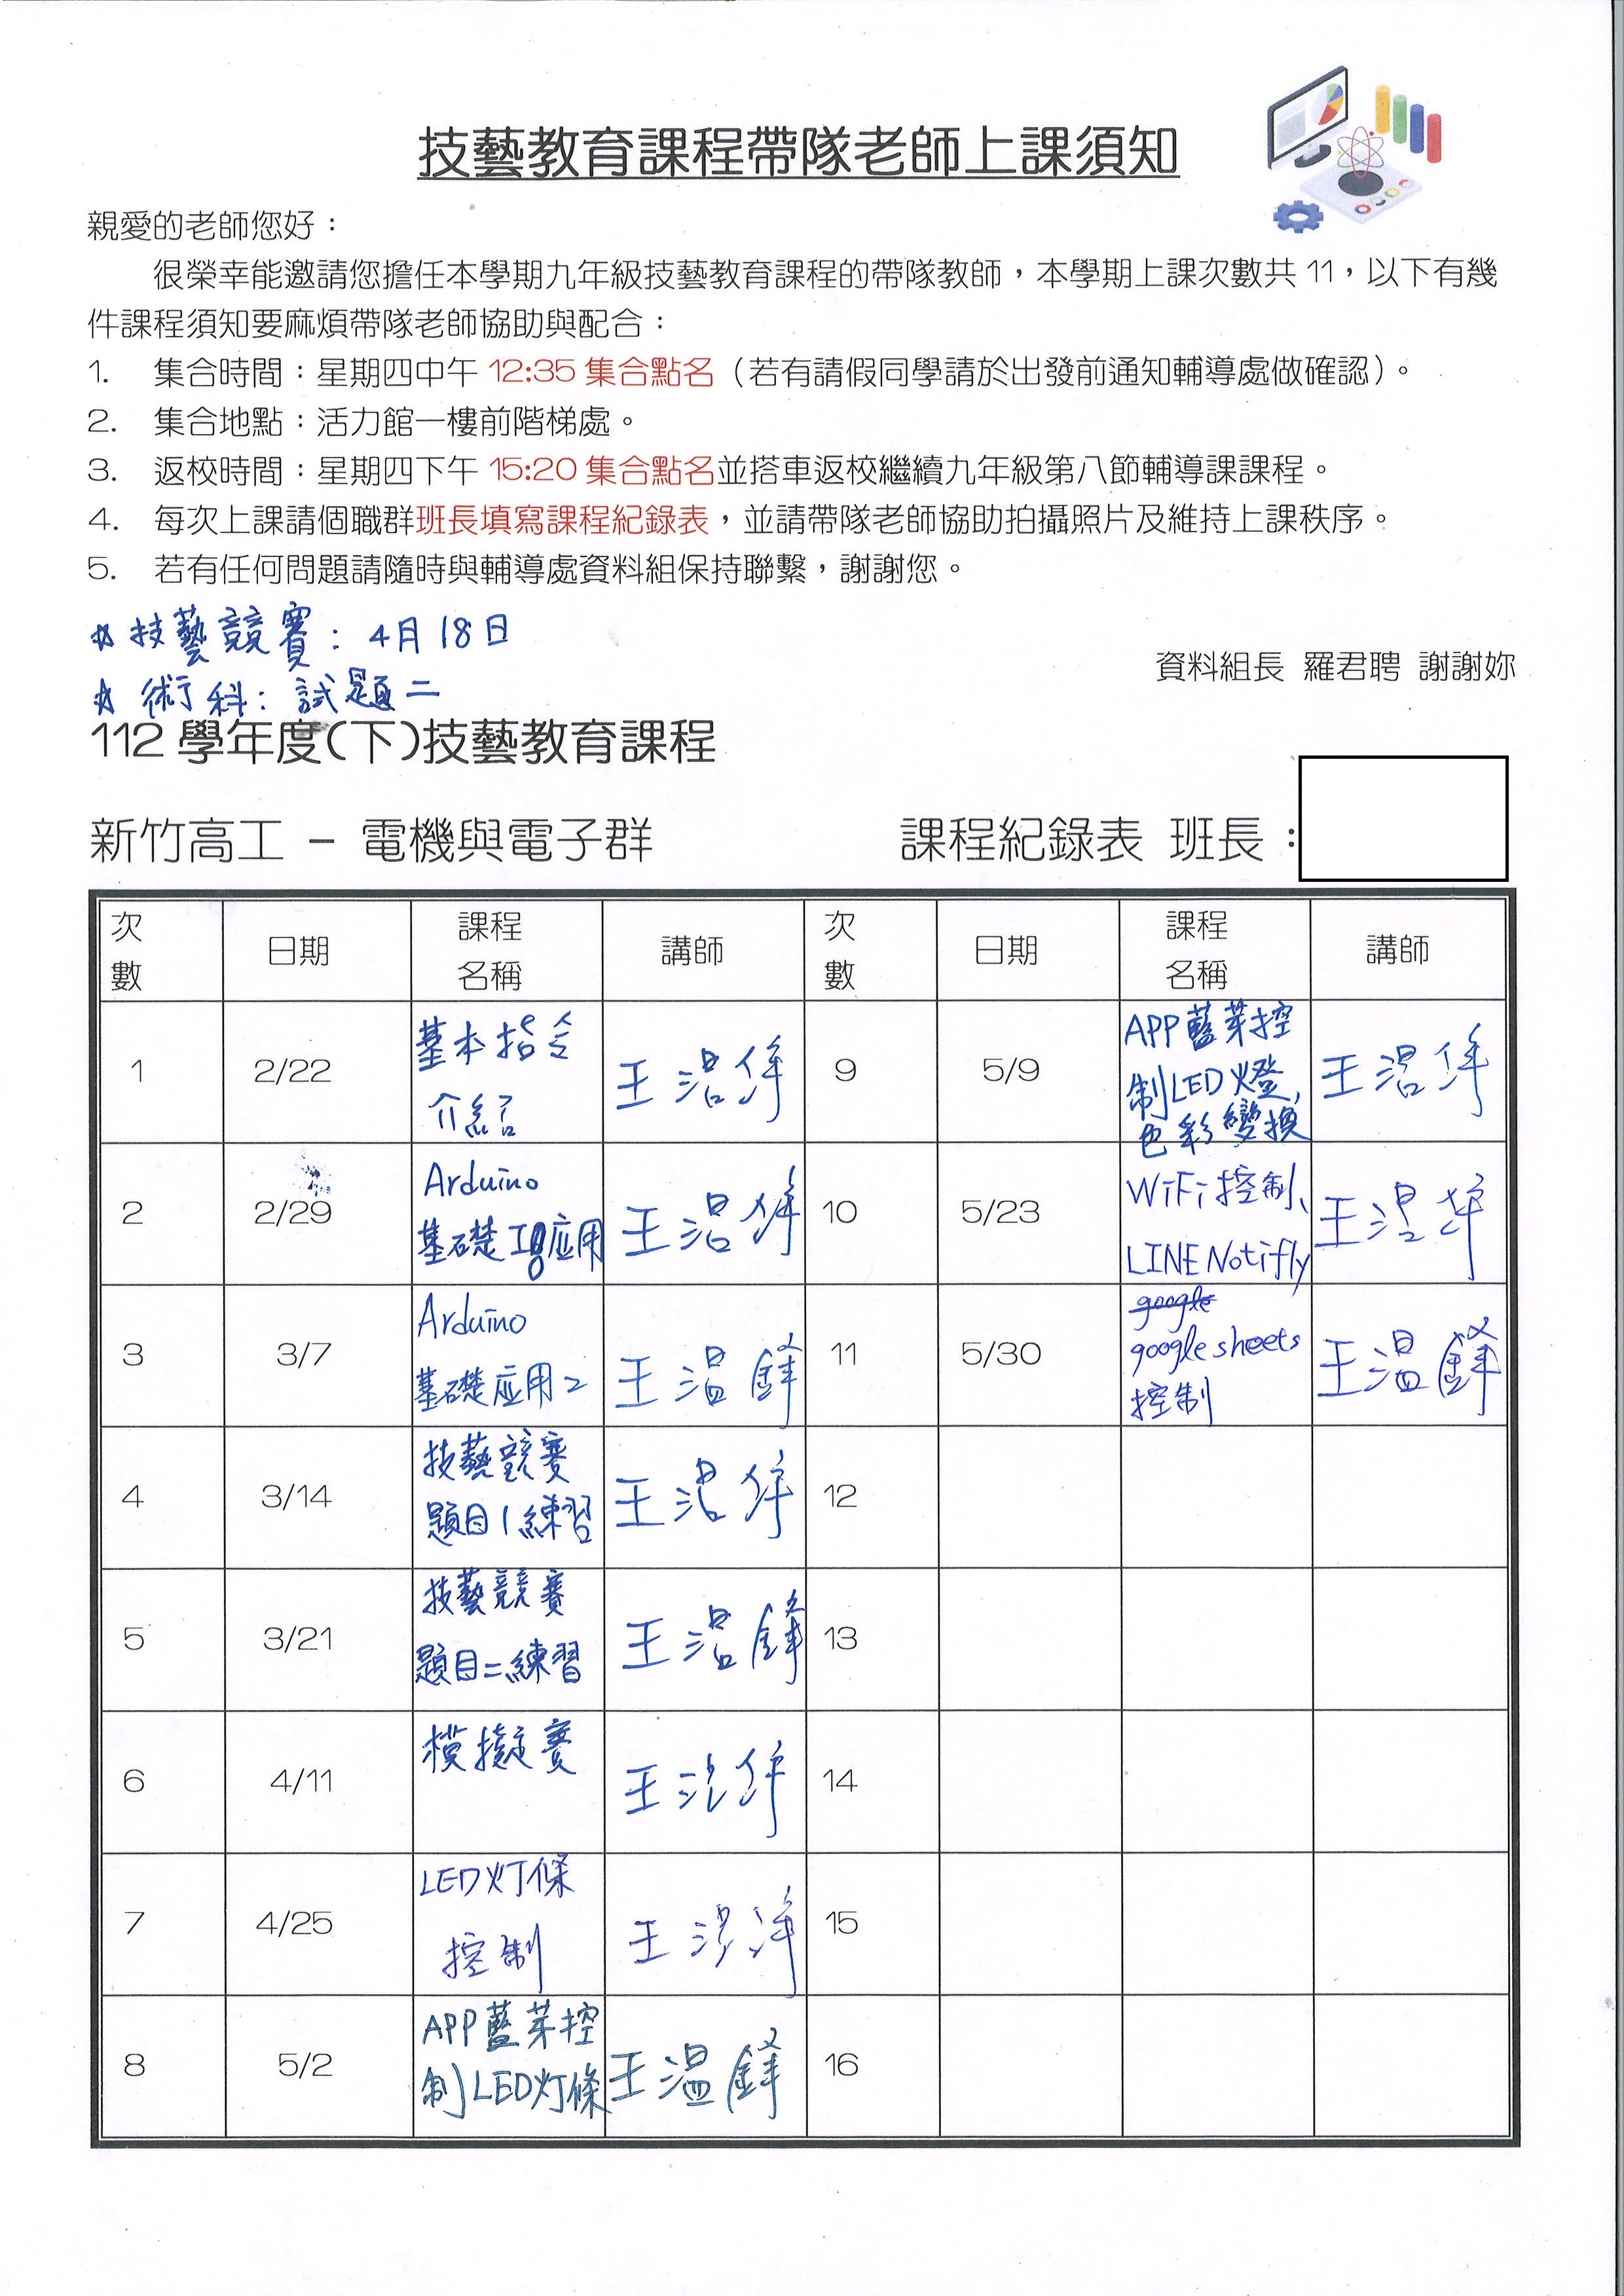 技藝教育課程帶隊老師上課須知
親愛的老師您好：
很榮幸能邀請您擔任本學期九年級技藝教育課程的帶隊教師，本學期上課次數共 11，以下有幾
件課程須知要麻煩帶隊老師協助與配合：
1. 集合時間：星期四中午 12:35 集合點名（若有請假同學請於出發前通知輔導處做確認）。
2. 集合地點：活力館一樓前階梯處。
3. 返校時間：星期四下午 15:20 集合點名並搭車返校繼續九年級第八節輔導課課程。
4. 每次上課請個職群班長填寫課程紀錄表，並請帶隊老師協助拍攝照片及維持上課秩序。
5. 若有任何問題請隨時與輔導處資料組保持聯繫，謝謝您。
☆技藝競賽：4月18日
資料組長 羅君聘 謝謝妳
☆術科：試題二
112 學年度(下)技藝教育課程
新竹高工 – 電機與電子群 課程紀錄表 班長：
次數 日期 課程名稱 講師 次數 日期 課程名稱 講師
1 2/22 基本指令
介紹 王溫鋒
9 5/9 APP藍芽控
制LED燈、
色彩變換 王溫鋒
2 2/29 Arduino
基礎應用 王溫鋒
10 5/23 WiFi控制、
LINE Notifly 王溫鋒
3 3/7 Arduino
基礎應用2 王溫鋒
11 5/30 google
google sheets
控制 王溫鋒
4 3/14 技藝競賽
題目1練習 王溫鋒
12
5 3/21 技藝競賽
題目二練習 王溫鋒
13
6 4/11 模擬賽 王溫鋒
14
7 4/25 LED灯條
控制 王溫鋒
15
8 5/2 APP藍芽控
制LED灯條 王溫鋒
16